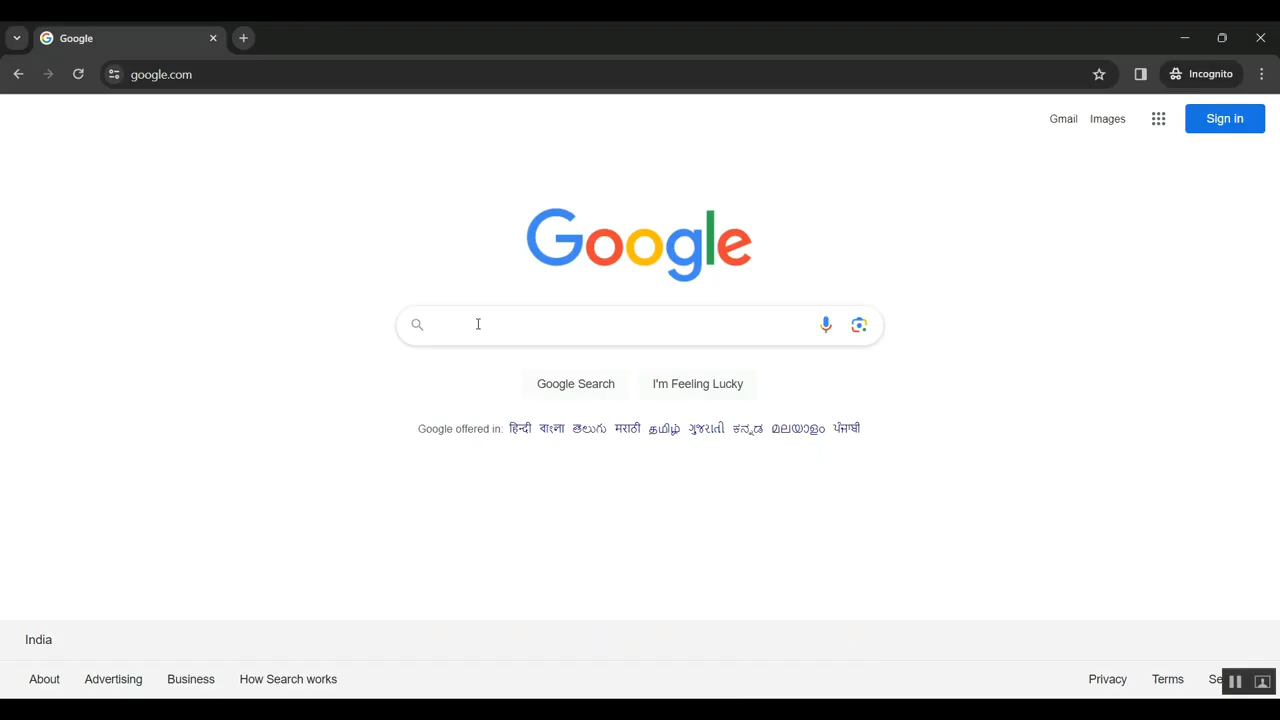 Google
google.com
Incognito
Gmail Images
Sign in
Google
Google Search I'm Feeling Lucky
Google offered in: हिन्दी বাংলা తెలుగు मराठी தமிழ் ગુજરાતી ಕನ್ನಡ മലയാളം ਪੰਜਾਬੀ
India
About Advertising Business How Search works Privacy Terms